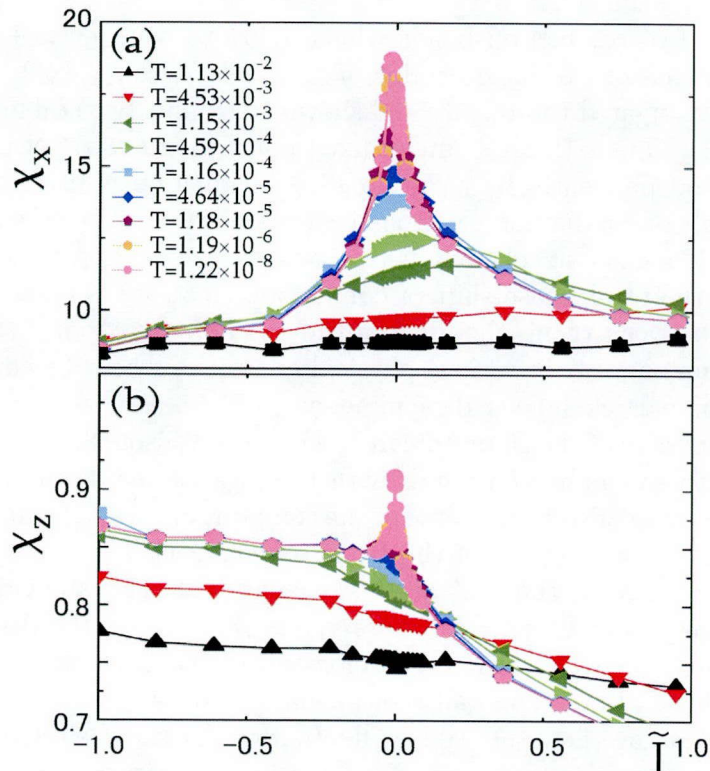 20
(a)
T=1.13×10⁻²
T=4.53×10⁻³
T=1.15×10⁻³
T=4.59×10⁻⁴
T=1.16×10⁻⁴
T=4.64×10⁻⁵
T=1.18×10⁻⁵
T=1.19×10⁻⁶
T=1.22×10⁻⁸
χₓ
15
10
(b)
0.9
χ_z
0.8
0.7
-1.0
-0.5
0.0
0.5
1.0